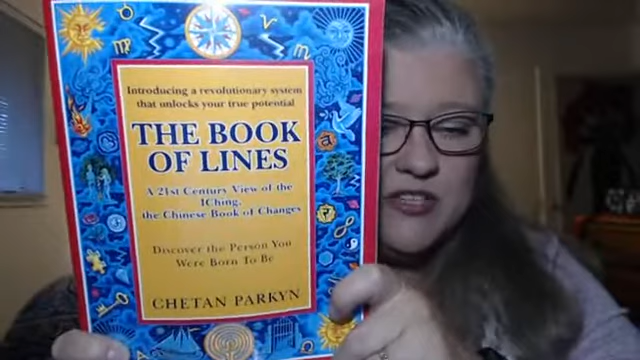 Introducing a revolutionary system
that unlocks your true potential
THE BOOK
OF LINES
A 21st Century View of the
IChing,
the Chinese Book of Changes
Discover the Person You
Were Born To Be
CHETAN PARKYN